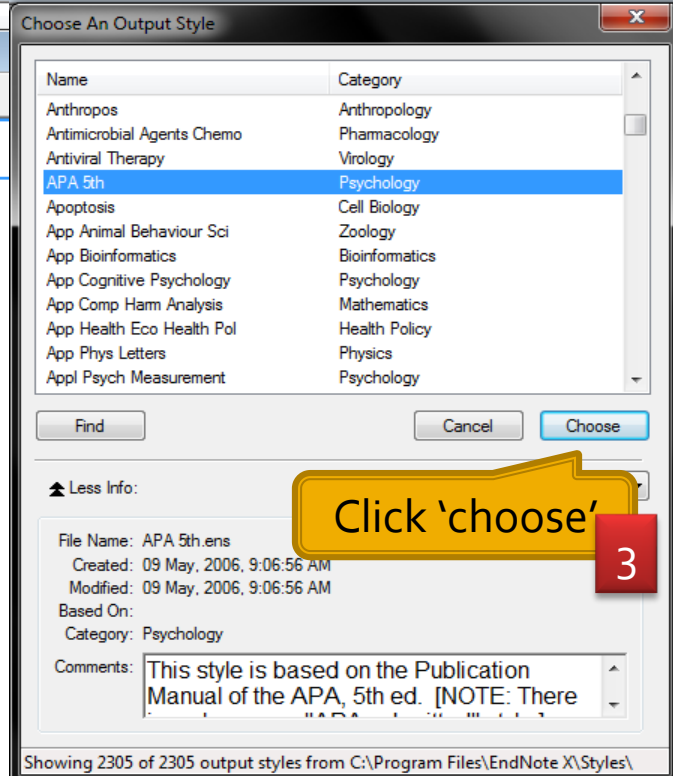 Choose An Output Style
Name Category
Anthropos Anthropology
Antimicrobial Agents Chemo Pharmacology
Antiviral Therapy Virology
APA 5th Psychology
Apoptosis Cell Biology
App Animal Behaviour Sci Zoology
App Bioinformatics Bioinformatics
App Cognitive Psychology Psychology
App Comp Harm Analysis Mathematics
App Health Eco Health Pol Health Policy
App Phys Letters Physics
Appl Psych Measurement Psychology
Find Cancel Choose
Less Info:
Click ‘choose’
3
File Name: APA 5th.ens
Created: 09 May, 2006, 9:06:56 AM
Modified: 09 May, 2006, 9:06:56 AM
Based On:
Category: Psychology
Comments: This style is based on the Publication
Manual of the APA, 5th ed. [NOTE: There
Showing 2305 of 2305 output styles from C:\Program Files\EndNote X\Styles\